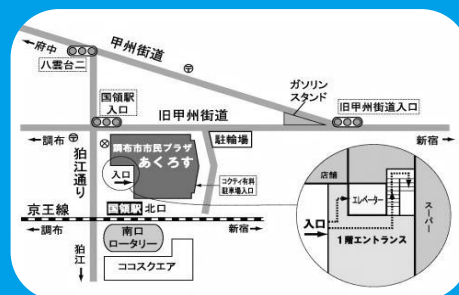 甲州街道
←府中
八雲台二
国領駅
入口
ガソリン
スタンド
旧甲州街道
旧甲州街道入口
←調布
新宿→
狛江通り
調布市市民プラザ
あくろす
駐輪場
入口
コクティ有料
駐車場入口
京王線
国領駅
北口
←調布
新宿→
南口
ロータリー
狛江
ココスクエア
店舗
エレベーター
スーパー
入口
1階エントランス